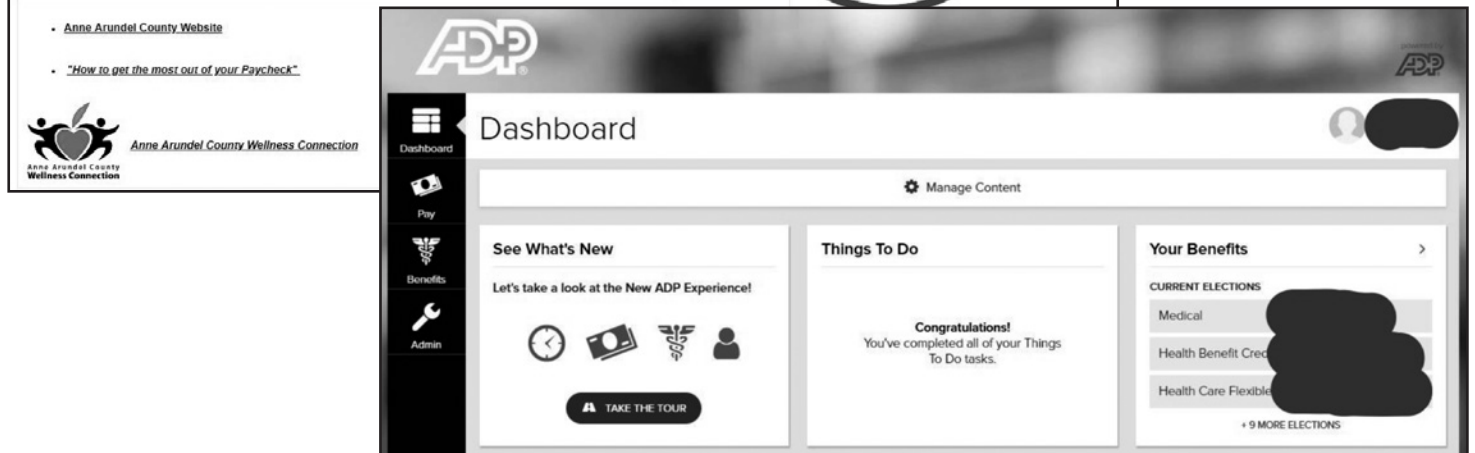 Anne Arundel County Website
"How to get the most out of your Paycheck"
Anne Arundel County
Wellness Connection
Anne Arundel County Wellness Connection
ADP
powered by
ADP
Dashboard
Pay
Benefits
Admin
Dashboard
Manage Content
See What's New
Let's take a look at the New ADP Experience!
TAKE THE TOUR
Things To Do
Congratulations!
You've completed all of your Things
To Do tasks.
Your Benefits
CURRENT ELECTIONS
Medical
Health Benefit Cred
Health Care Flexible
+ 9 MORE ELECTIONS